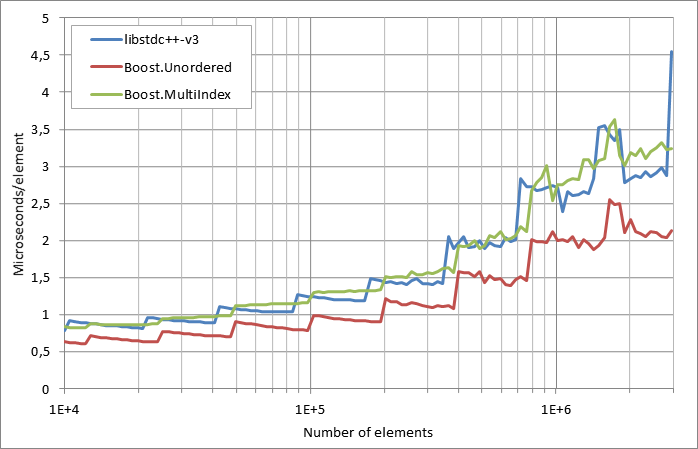 5
4,5
4
3,5
3
2,5
2
1,5
1
0,5
0
libstdc++-v3
Boost.Unordered
Boost.MultiIndex
Microseconds/element
1E+4
1E+5
1E+6
Number of elements